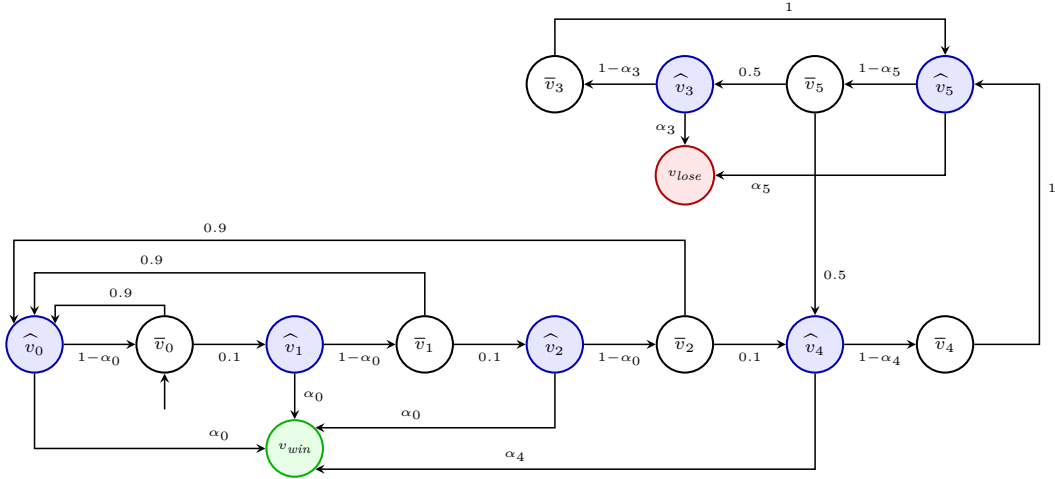 1
v̅₃
1−α₃
v̂₃
0.5
v̅₅
1−α₅
v̂₅
α₃
v_lose
α₅
1
0.9
0.9
0.5
0.9
v̂₀
1−α₀
v̅₀
0.1
v̂₁
1−α₀
v̅₁
0.1
v̂₂
1−α₀
v̅₂
0.1
v̂₄
1−α₄
v̅₄
α₀
α₀
α₀
v_win
α₄